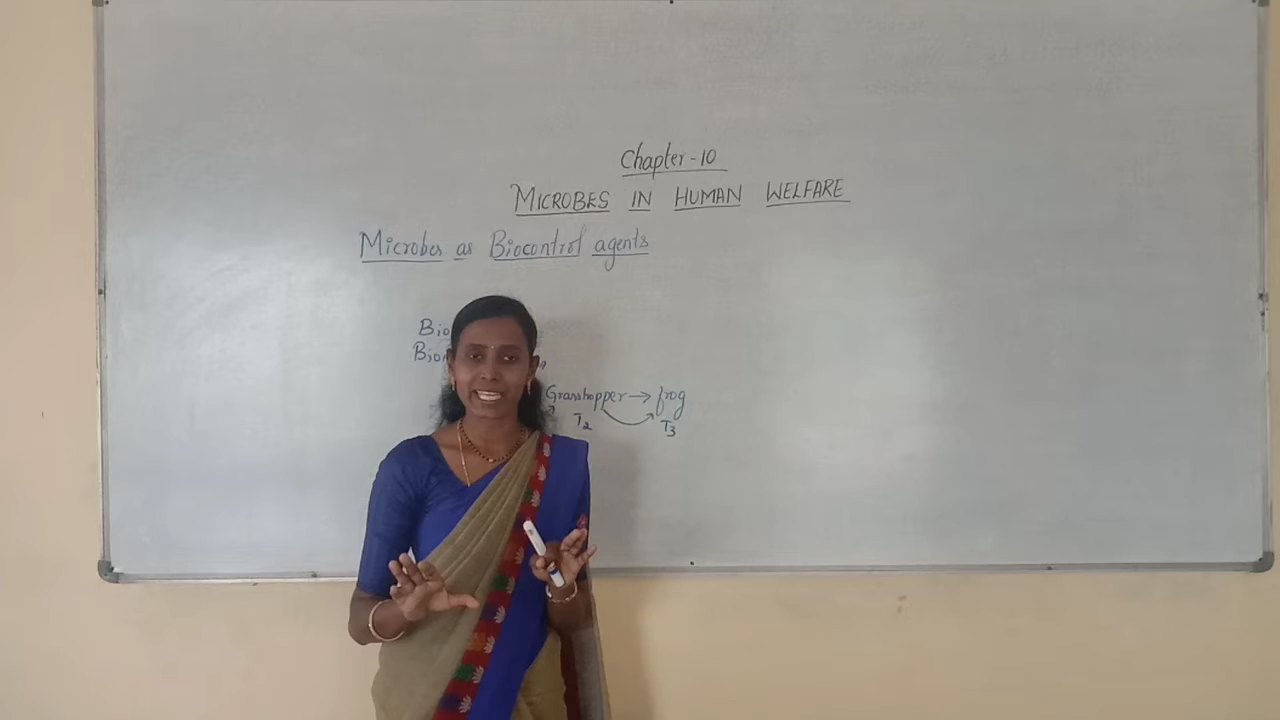 Chapter-10
MICROBES IN HUMAN WELFARE
Microbes as Biocontrol agents
Grasshopper → frog
T2 T3